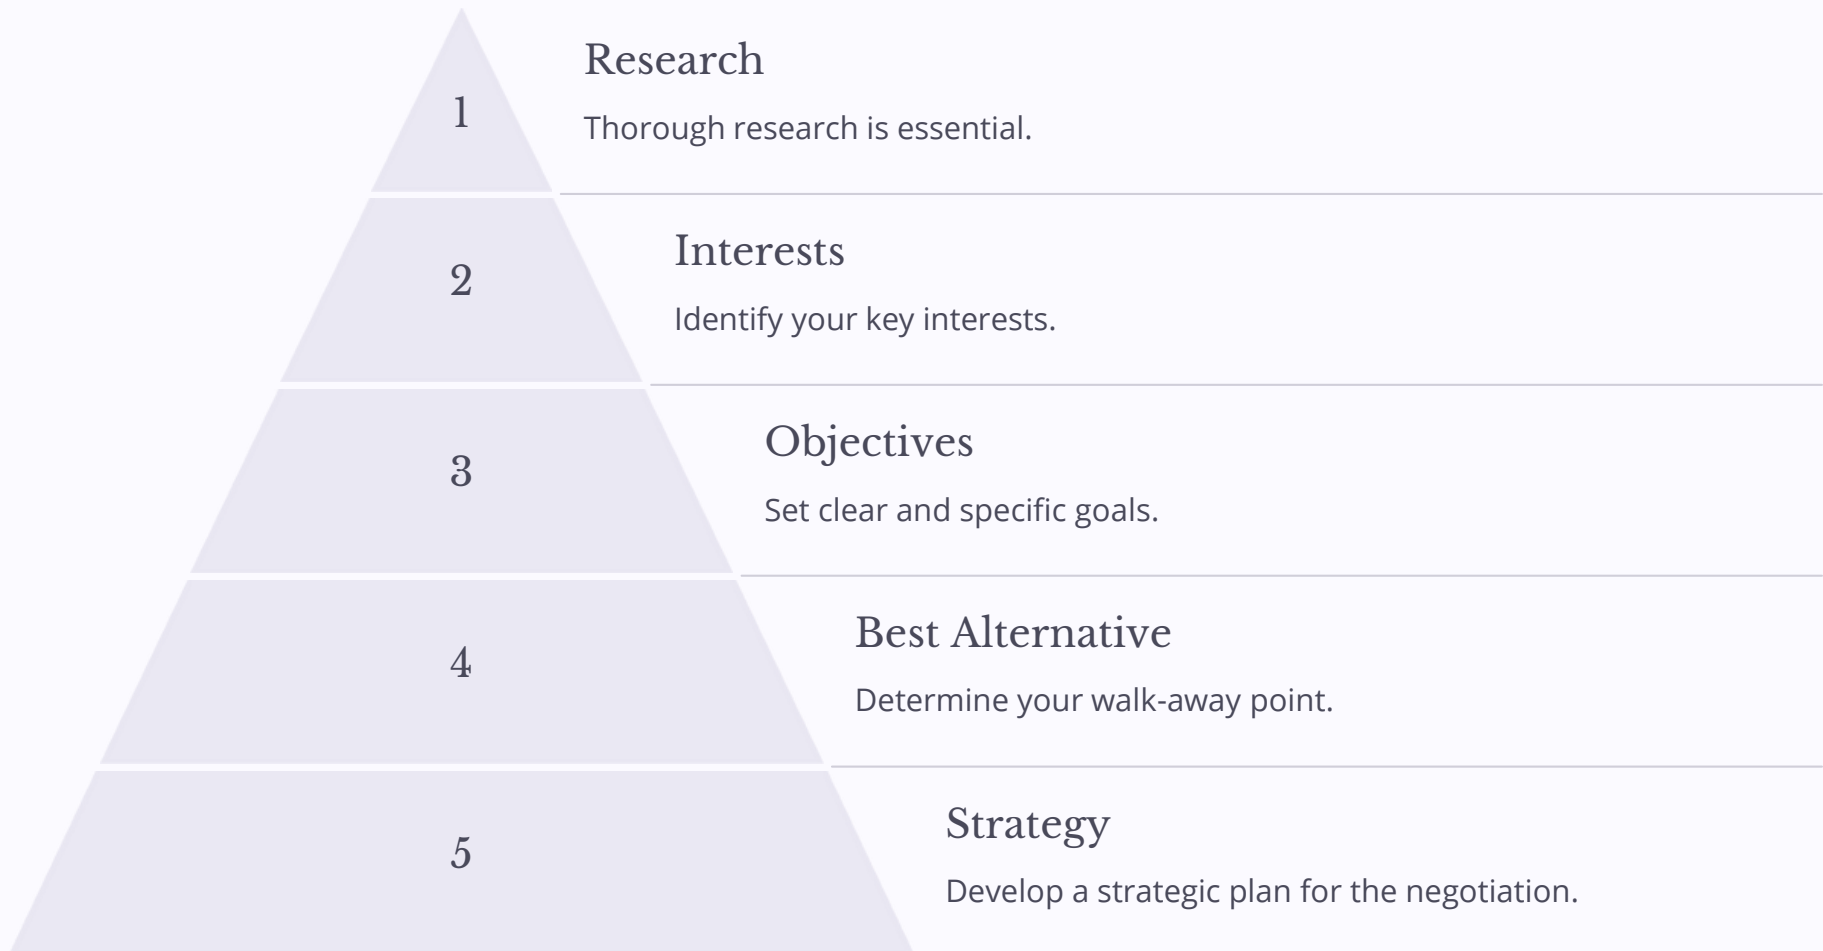 1
Research
Thorough research is essential.
2
Interests
Identify your key interests.
3
Objectives
Set clear and specific goals.
4
Best Alternative
Determine your walk-away point.
5
Strategy
Develop a strategic plan for the negotiation.